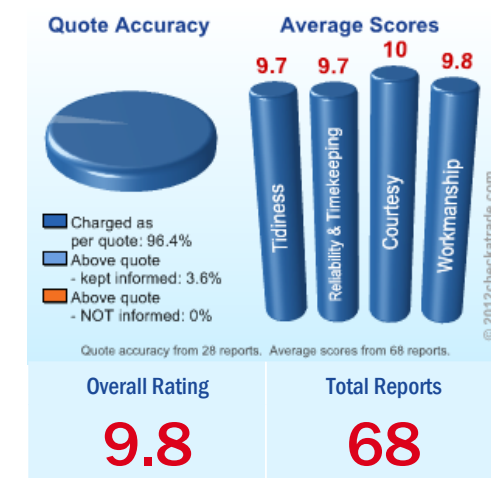 Quote Accuracy
Charged as
per quote: 96.4%
Above quote
- kept informed: 3.6%
Above quote
- NOT informed: 0%
Average Scores
9.7
9.7
10
9.8
Tidiness
Reliability & Timekeeping
Courtesy
Workmanship
© 2012checkatrade.com
Quote accuracy from 28 reports. Average scores from 68 reports.
Overall Rating
9.8
Total Reports
68